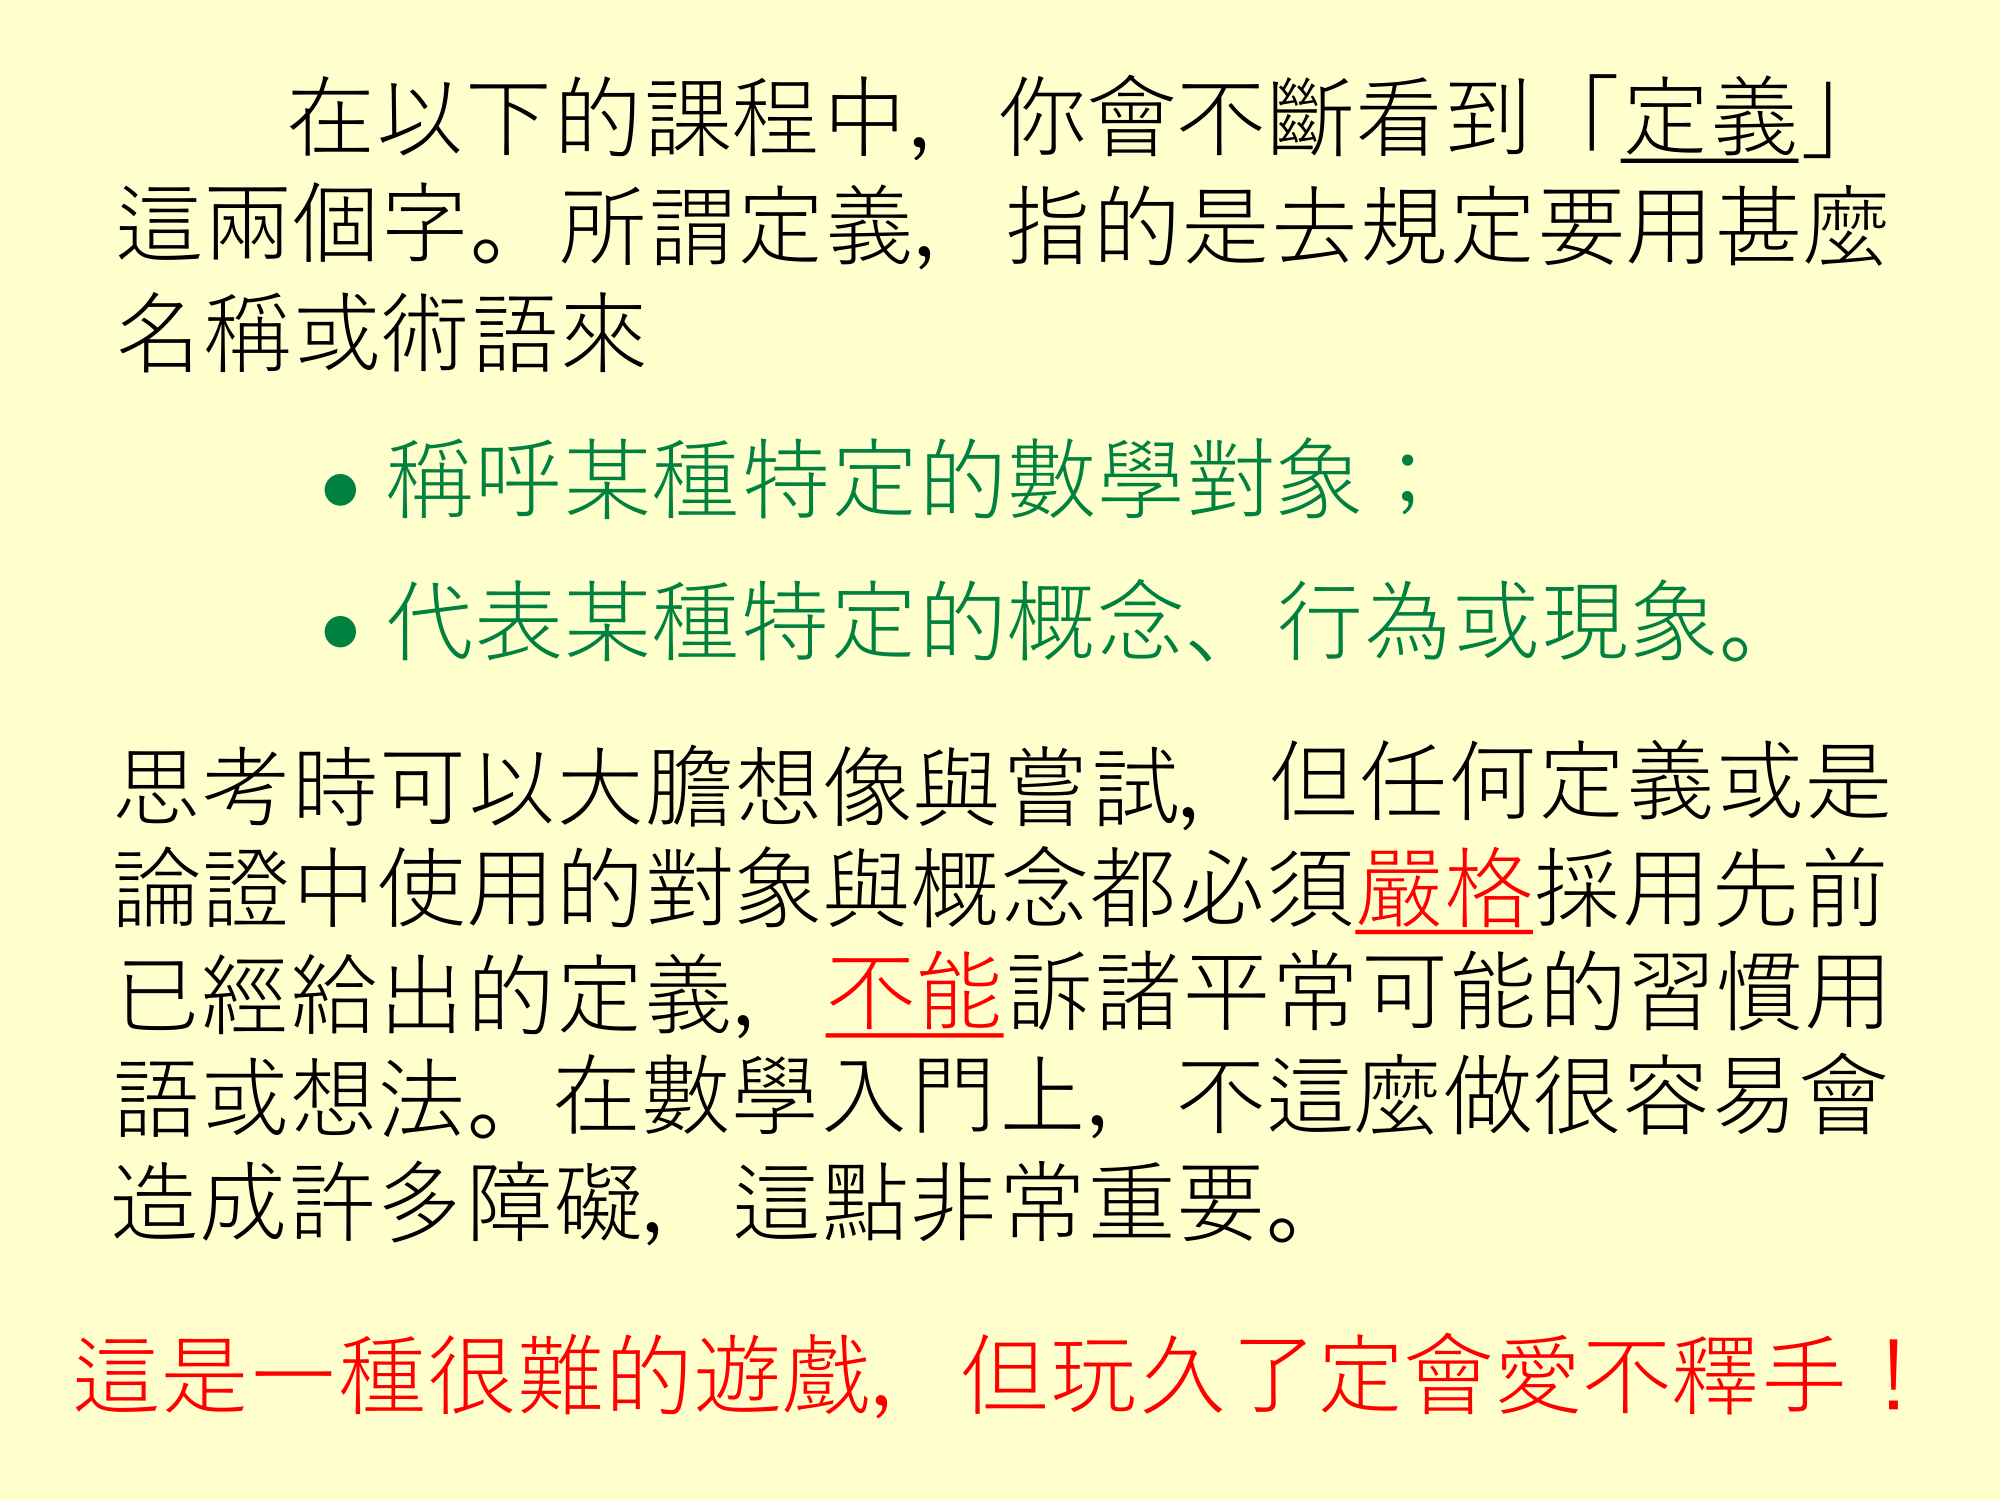 在以下的課程中，你會不斷看到「定義」
這兩個字。所謂定義，指的是去規定要用甚麼
名稱或術語來
• 稱呼某種特定的數學對象；
• 代表某種特定的概念、行為或現象。
思考時可以大膽想像與嘗試，但任何定義或是
論證中使用的對象與概念都必須嚴格採用先前
已經給出的定義，不能訴諸平常可能的習慣用
語或想法。在數學入門上，不這麼做很容易會
造成許多障礙，這點非常重要。
這是一種很難的遊戲，但玩久了定會愛不釋手！